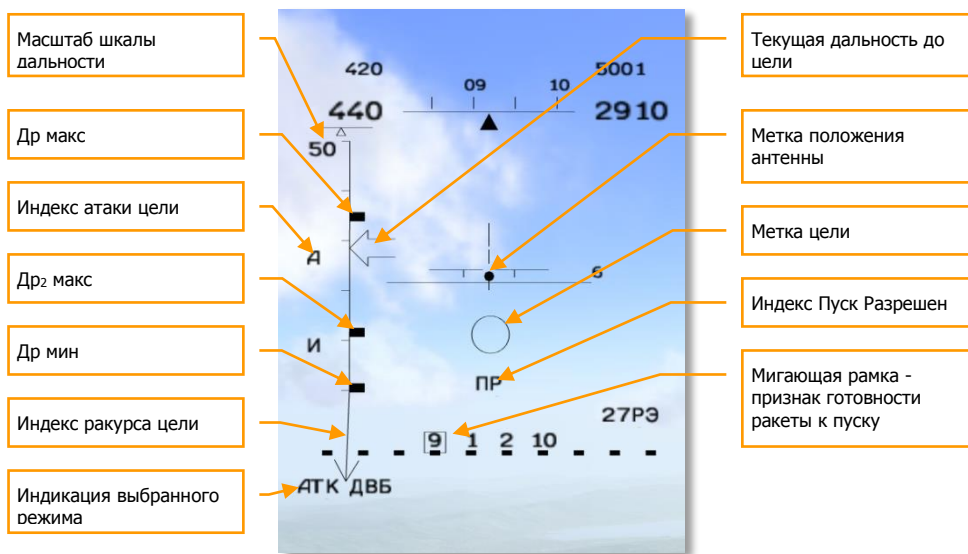 Масштаб шкалы
дальности
Др макс
Индекс атаки цели
Др₂ макс
Др мин
Индекс ракурса цели
Индикация выбранного
режима
420
5001
09
10
440
2910
50
А
6
И
ПР
27РЭ
9 1 2 10
АТК ДВБ
Текущая дальность до
цели
Метка положения
антенны
Метка цели
Индекс Пуск Разрешен
Мигающая рамка -
признак готовности
ракеты к пуску